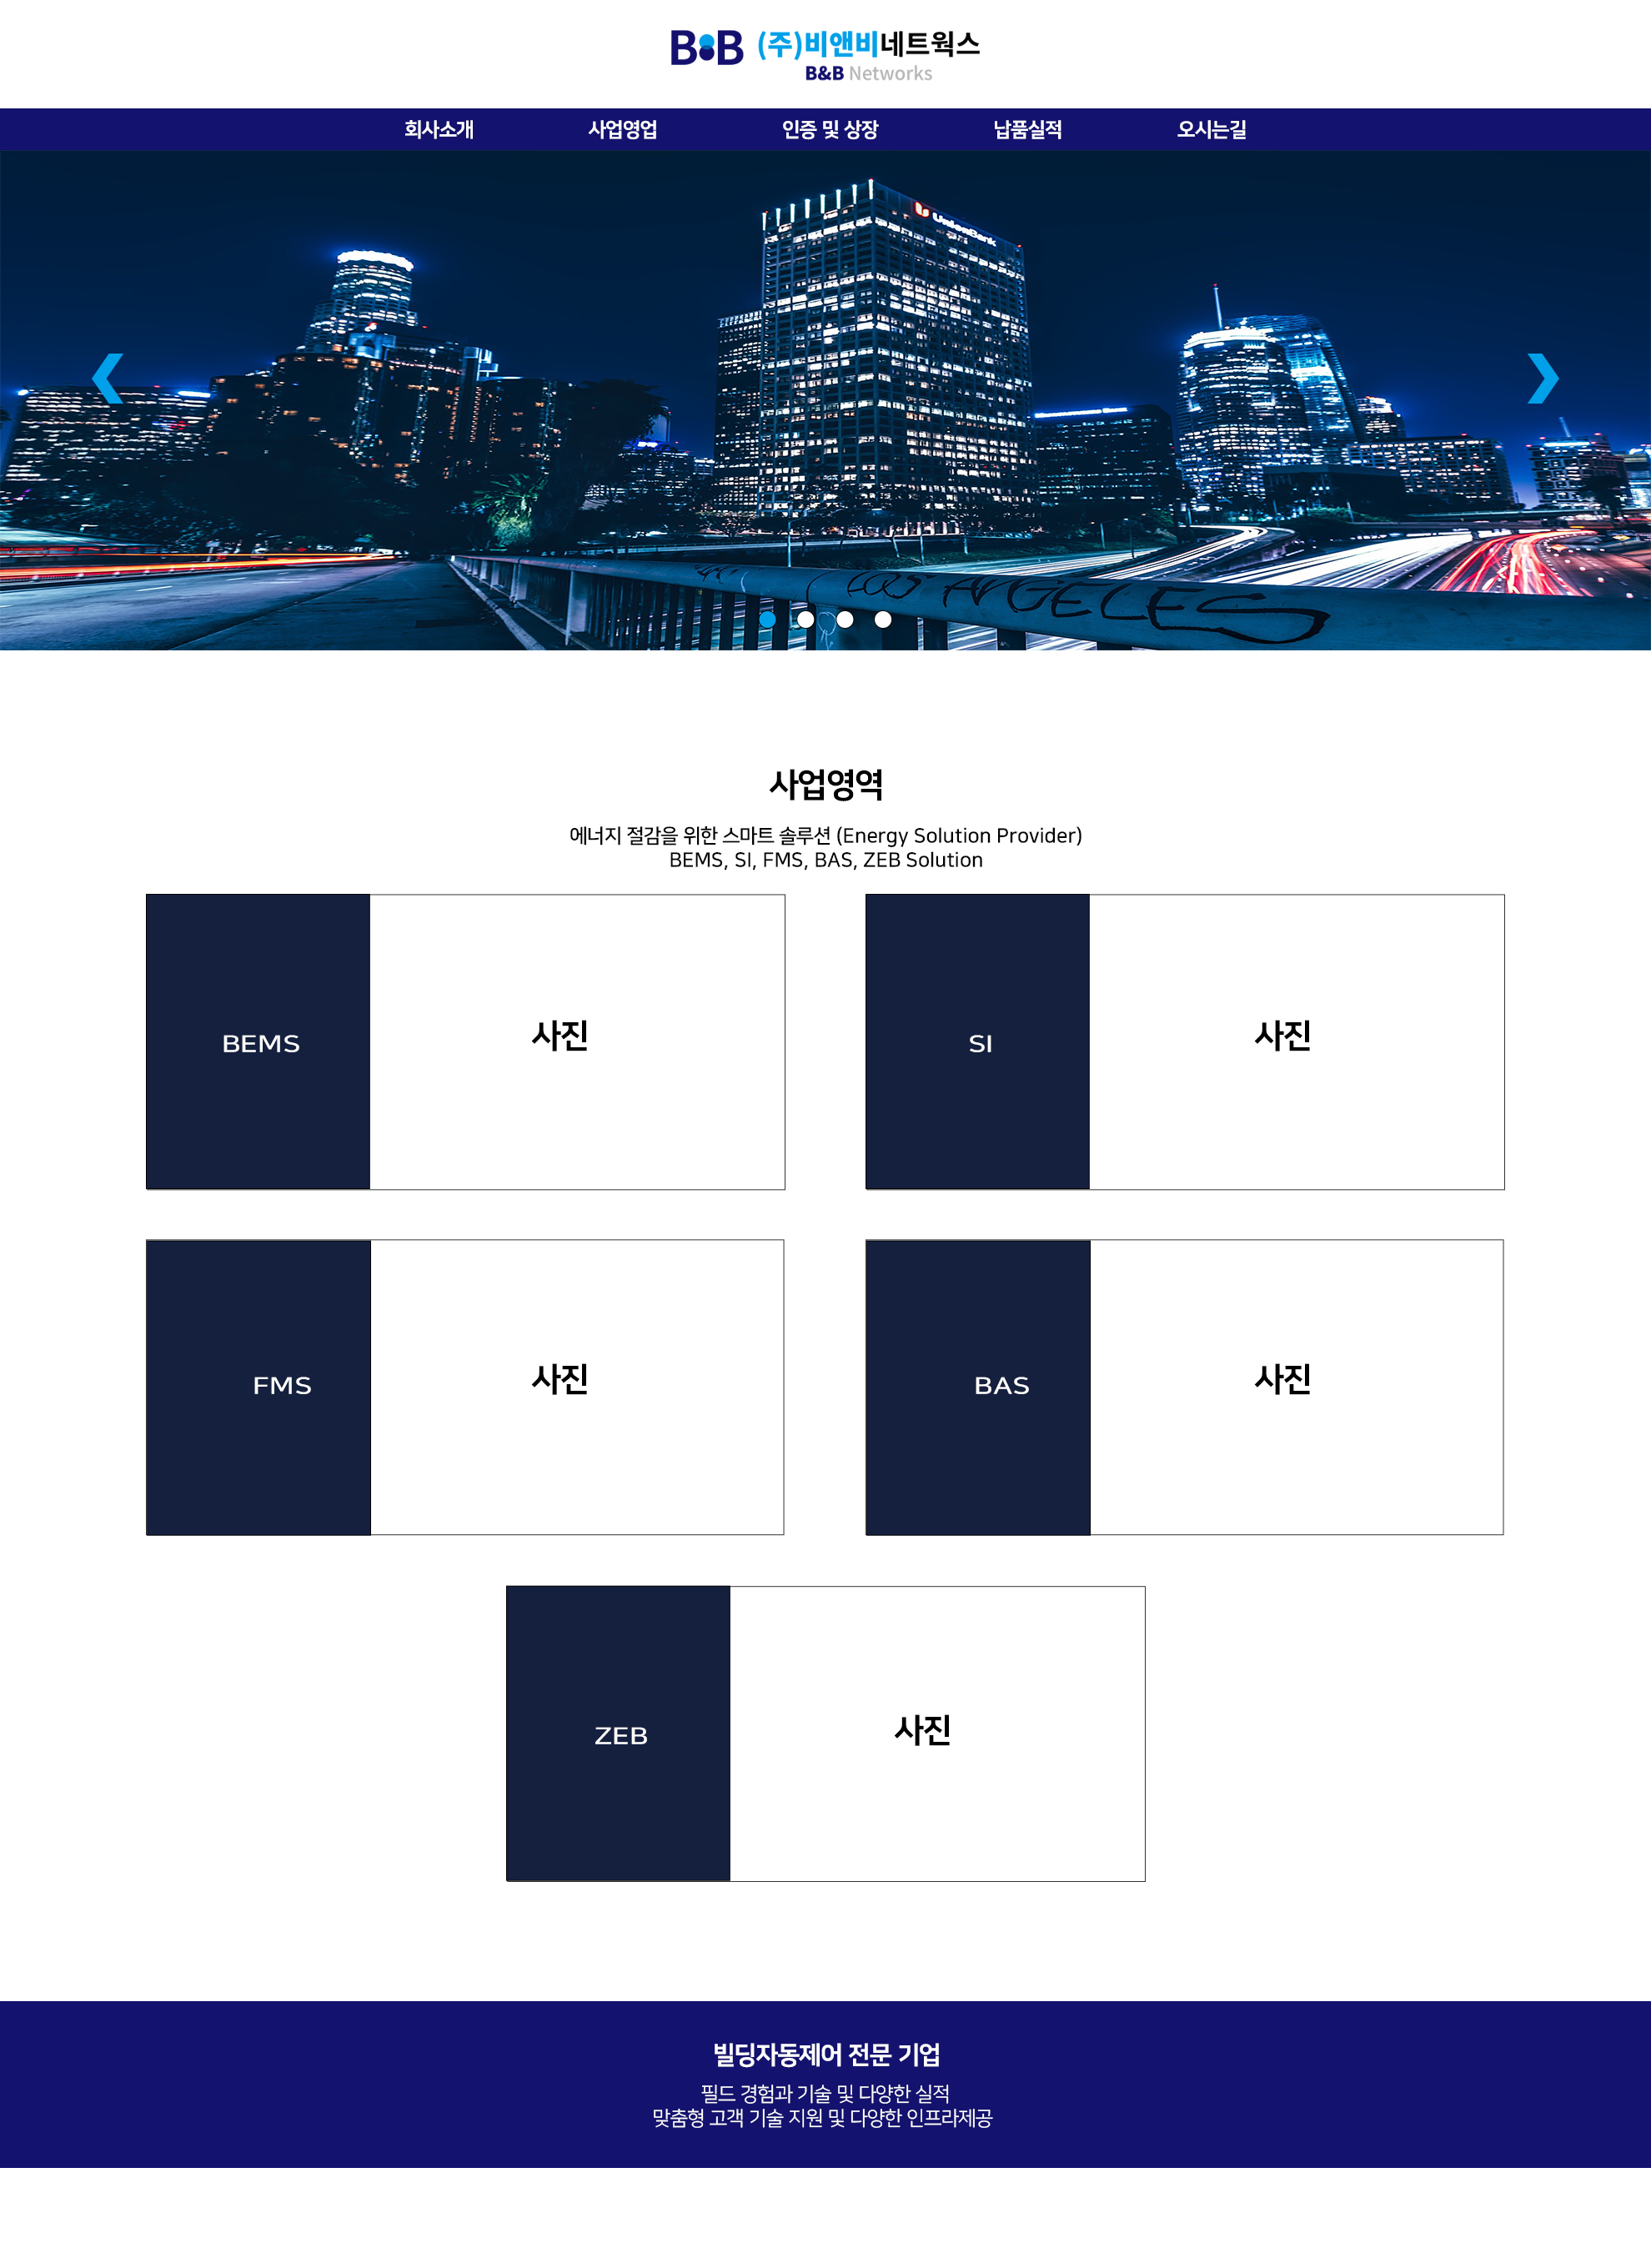 B B (주)비앤비네트웍스
B&B Networks
회사소개 사업영업 인증 및 상장 납품실적 오시는길
UnionBank
LOS ANGELES
사업영역
에너지 절감을 위한 스마트 솔루션 (Energy Solution Provider)
BEMS, SI, FMS, BAS, ZEB Solution
BEMS 사진 SI 사진
FMS 사진 BAS 사진
ZEB 사진
빌딩자동제어 전문 기업
필드 경험과 기술 및 다양한 실적
맞춤형 고객 기술 지원 및 다양한 인프라제공